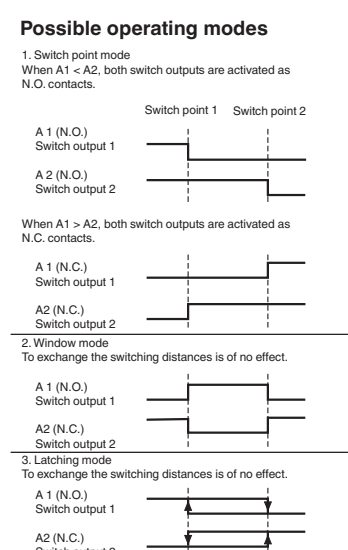 Possible operating modes
1. Switch point mode
When A1 < A2, both switch outputs are activated as
N.O. contacts.
Switch point 1 Switch point 2
A 1 (N.O.)
Switch output 1
A 2 (N.O.)
Switch output 2
When A1 > A2, both switch outputs are activated as
N.C. contacts.
A 1 (N.C.)
Switch output 1
A2 (N.C.)
Switch output 2
2. Window mode
To exchange the switching distances is of no effect.
A 1 (N.O.)
Switch output 1
A2 (N.C.)
Switch output 2
3. Latching mode
To exchange the switching distances is of no effect.
A 1 (N.O.)
Switch output 1
A2 (N.C.)